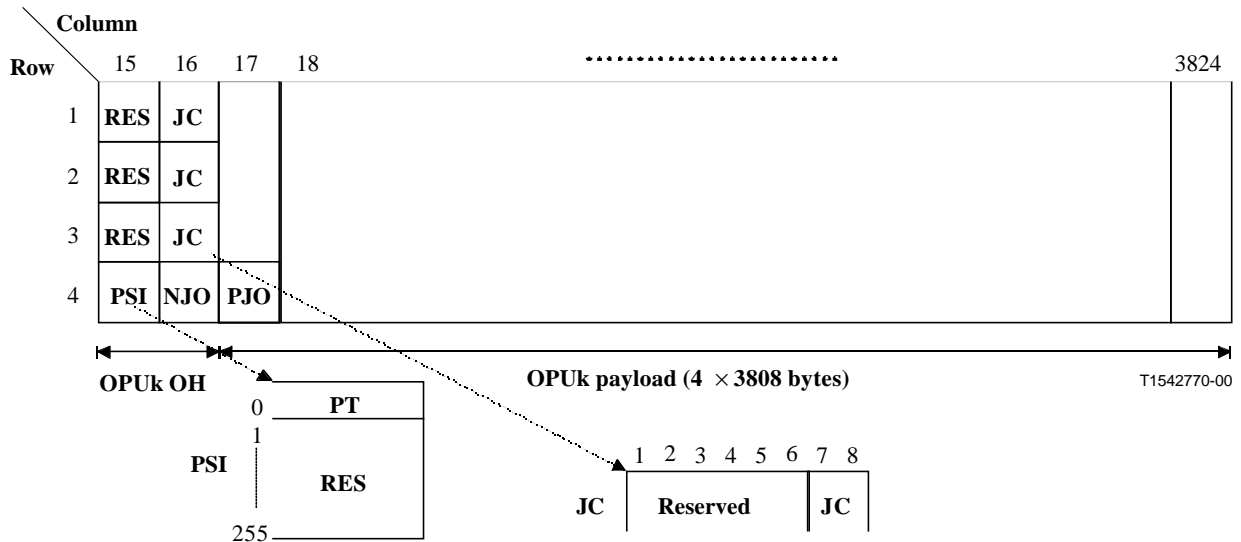 Column
Row 15 16 17 18 3824
1 RES JC
2 RES JC
3 RES JC
4 PSI NJO PJO
OPUk OH OPUk payload (4 × 3808 bytes) T1542770-00
0 PT
1
PSI RES
255
1 2 3 4 5 6 7 8
JC Reserved JC